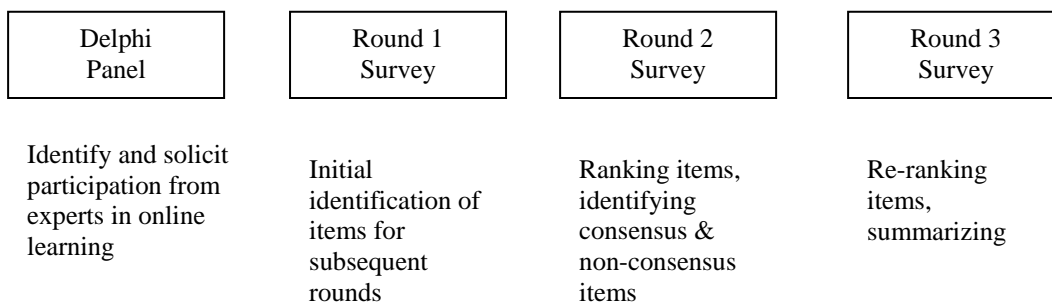 Delphi
Panel
Round 1
Survey
Round 2
Survey
Round 3
Survey
Identify and solicit
participation from
experts in online
learning
Initial
identification of
items for
subsequent
rounds
Ranking items,
identifying
consensus &
non-consensus
items
Re-ranking
items,
summarizing